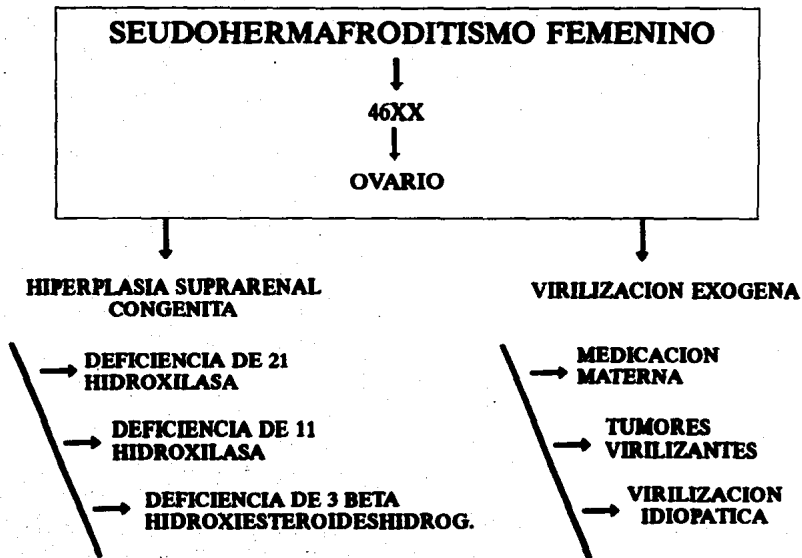 SEUDOHERMAFRODITISMO FEMENINO
46XX
OVARIO
HIPERPLASIA SUPRARENAL
CONGENITA
DEFICIENCIA DE 21
HIDROXILASA
DEFICIENCIA DE 11
HIDROXILASA
DEFICIENCIA DE 3 BETA
HIDROXIESTEROIDESHIDROG.
VIRILIZACION EXOGENA
MEDICACION
MATERNA
TUMORES
VIRILIZANTES
VIRILIZACION
IDIOPATICA